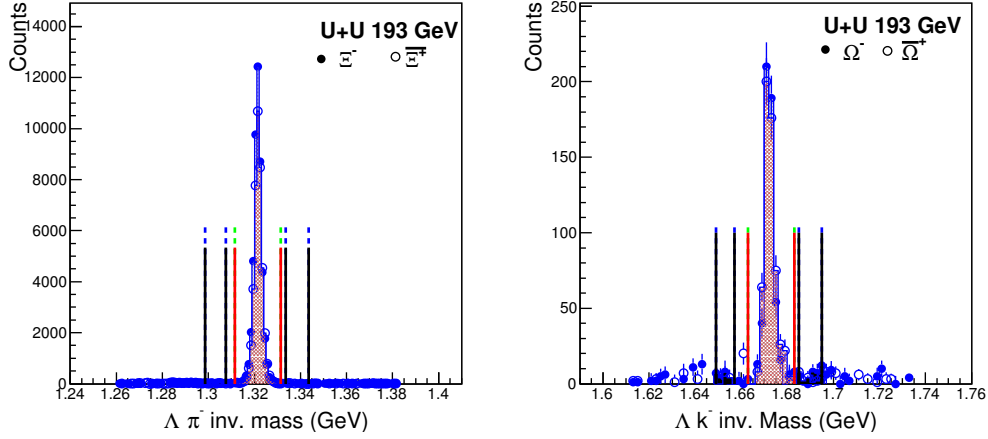 Counts
14000
12000
10000
8000
6000
4000
2000
0
U+U 193 GeV
Ξ⁻ Ξ̅⁺
1.24 1.26 1.28 1.3 1.32 1.34 1.36 1.38 1.4
Λ π⁻ inv. mass (GeV)
Counts
250
200
150
100
50
0
U+U 193 GeV
Ω⁻ Ω̅⁺
1.6 1.62 1.64 1.66 1.68 1.7 1.72 1.74 1.76
Λ k⁻ inv. Mass (GeV)